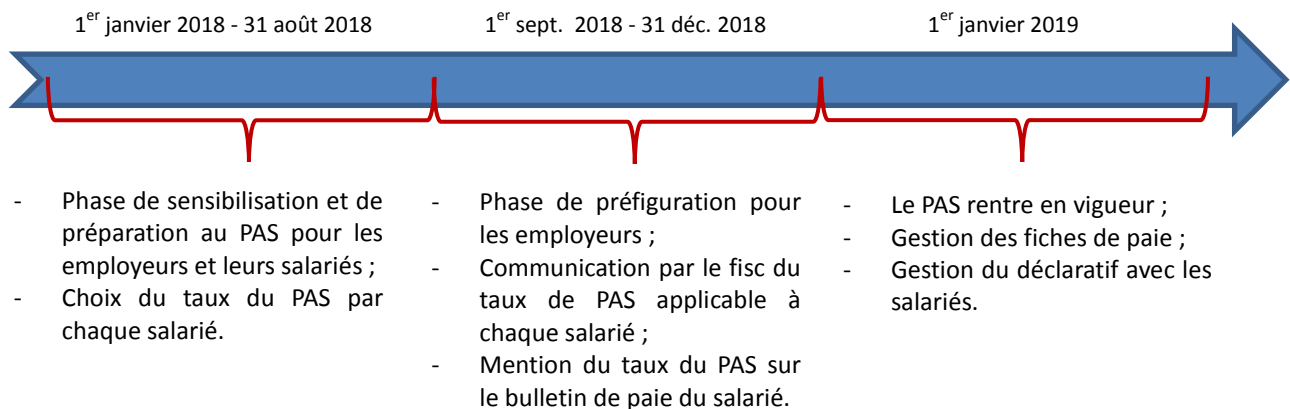 1er janvier 2018 - 31 août 2018
1er sept. 2018 - 31 déc. 2018
1er janvier 2019
- Phase de sensibilisation et de
préparation au PAS pour les
employeurs et leurs salariés ;
- Choix du taux du PAS par
chaque salarié.
- Phase de préfiguration pour
les employeurs ;
- Communication par le fisc du
taux de PAS applicable à
chaque salarié ;
- Mention du taux du PAS sur
le bulletin de paie du salarié.
- Le PAS rentre en vigueur ;
- Gestion des fiches de paie ;
- Gestion du déclaratif avec les
salariés.